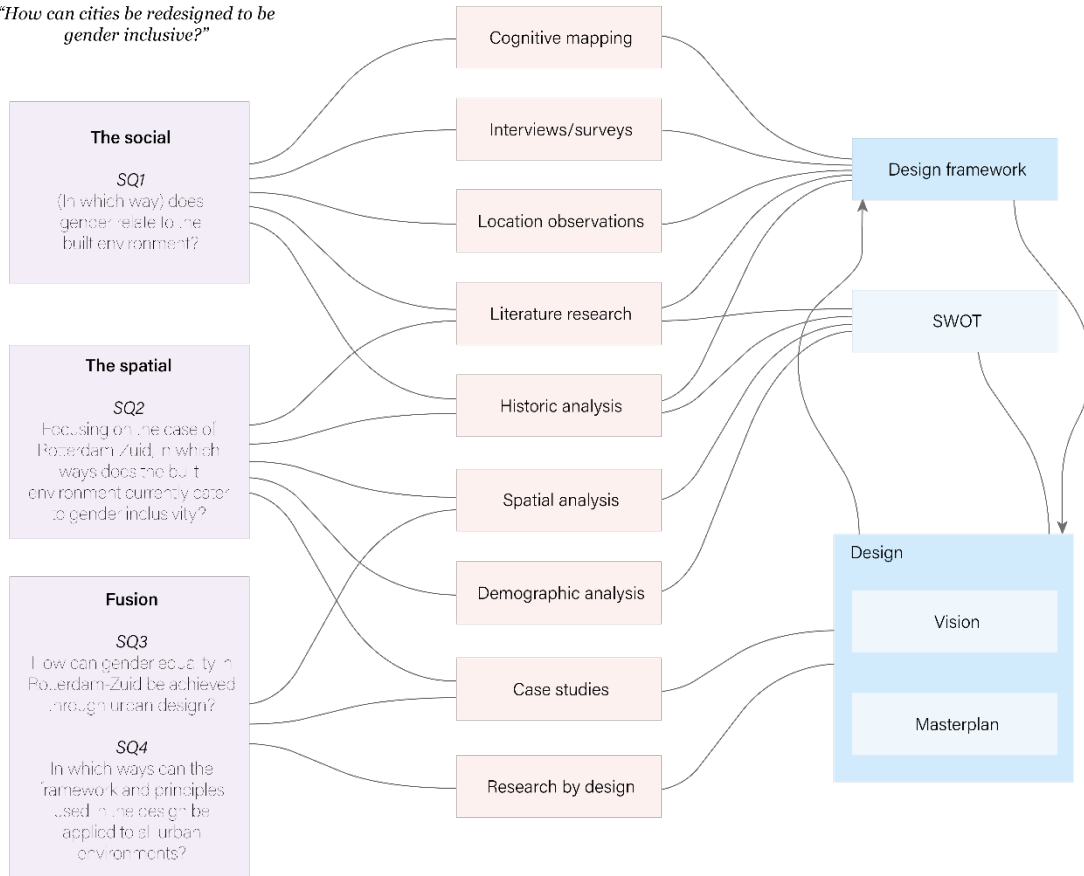 “How can cities be redesigned to be
gender inclusive?”
The social
SQ1
(In which way) does
gender relate to the
built environment?
The spatial
SQ2
Focusing on the case of
Rotterdam Zuid, in which
ways does the built
environment currently cater
to gender inclusivity?
Fusion
SQ3
How can gender equality in
Rotterdam-Zuid be achieved
through urban design?
SQ4
In which ways can the
framework and principles
used in the design be
applied to all urban
environments?
Cognitive mapping
Interviews/surveys
Location observations
Literature research
Historic analysis
Spatial analysis
Demographic analysis
Case studies
Research by design
Design framework
SWOT
Design
Vision
Masterplan